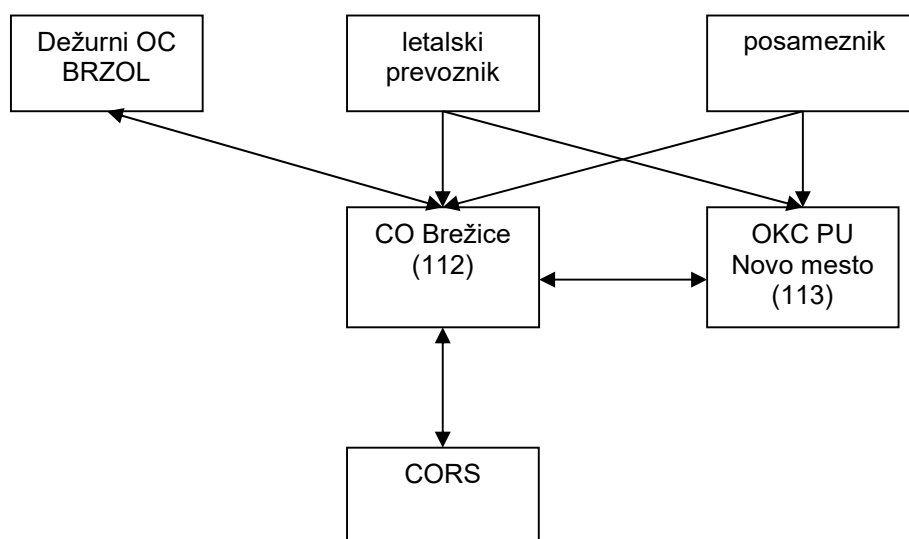 Dežurni OC
BRZOL
letalski
prevoznik
posameznik
CO Brežice
(112)
OKC PU
Novo mesto
(113)
CORS